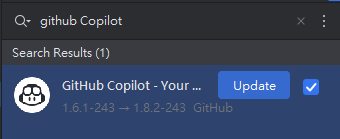 github Copilot
Search Results (1)
GitHub Copilot - Your ... Update
1.6.1-243 → 1.8.2-243 GitHub